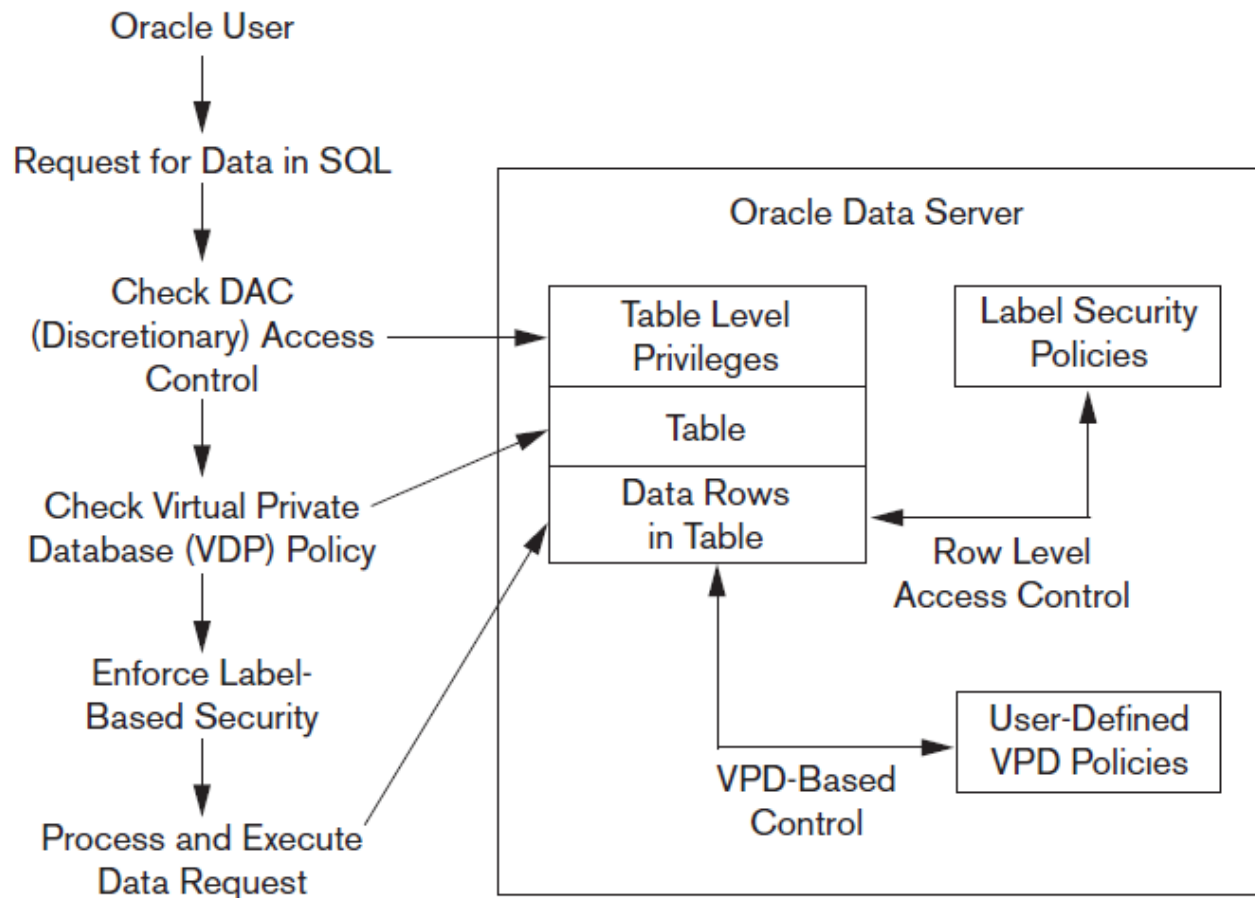 Oracle User
Request for Data in SQL
Check DAC
(Discretionary) Access
Control
Check Virtual Private
Database (VDP) Policy
Enforce Label-
Based Security
Process and Execute
Data Request
Oracle Data Server
Table Level
Privileges
Table
Data Rows
in Table
Label Security
Policies
Row Level
Access Control
VPD-Based
Control
User-Defined
VPD Policies